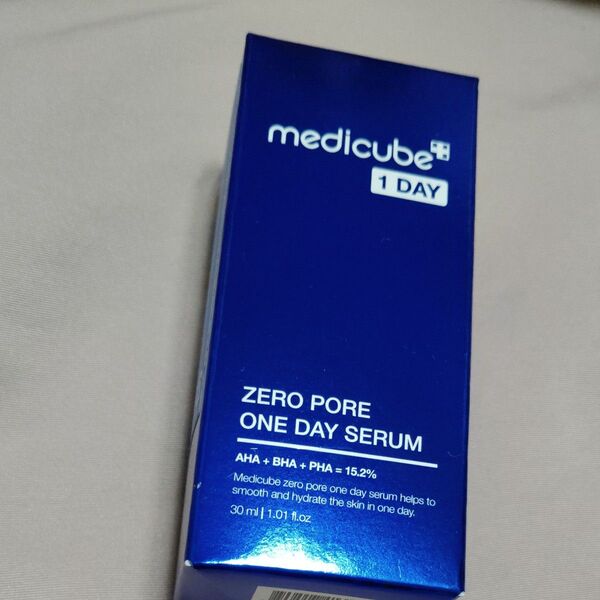 medicube
1 DAY
ZERO PORE
ONE DAY SERUM
AHA + BHA + PHA = 15.2%
Medicube zero pore one day serum helps to
smooth and hydrate the skin in one day.
30 ml | 1.01 fl.oz